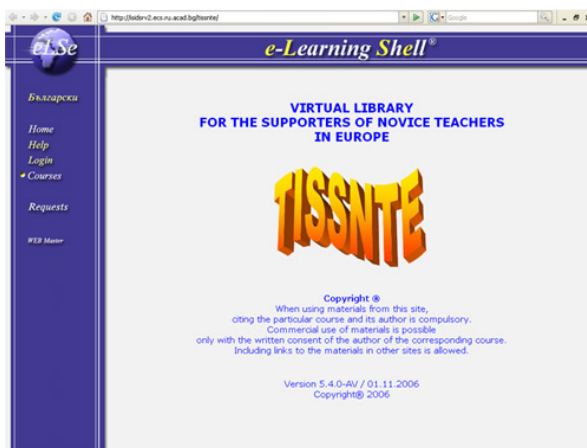 http://isidsrv2.ecs.ru.acad.bg/tissnte/
Google
eLSe
e-Learning Shell®
Български
Home
Help
Login
Courses
Requests
WEB Master
VIRTUAL LIBRARY
FOR THE SUPPORTERS OF NOVICE TEACHERS
IN EUROPE
TISSNTE
Copyright ®
When using materials from this site,
citing the particular course and its author is compulsory.
Commercial use of materials is possible
only with the written consent of the author of the corresponding course.
Including links to the materials in other sites is allowed.
Version 5.4.0-AV / 01.11.2006
Copyright® 2006